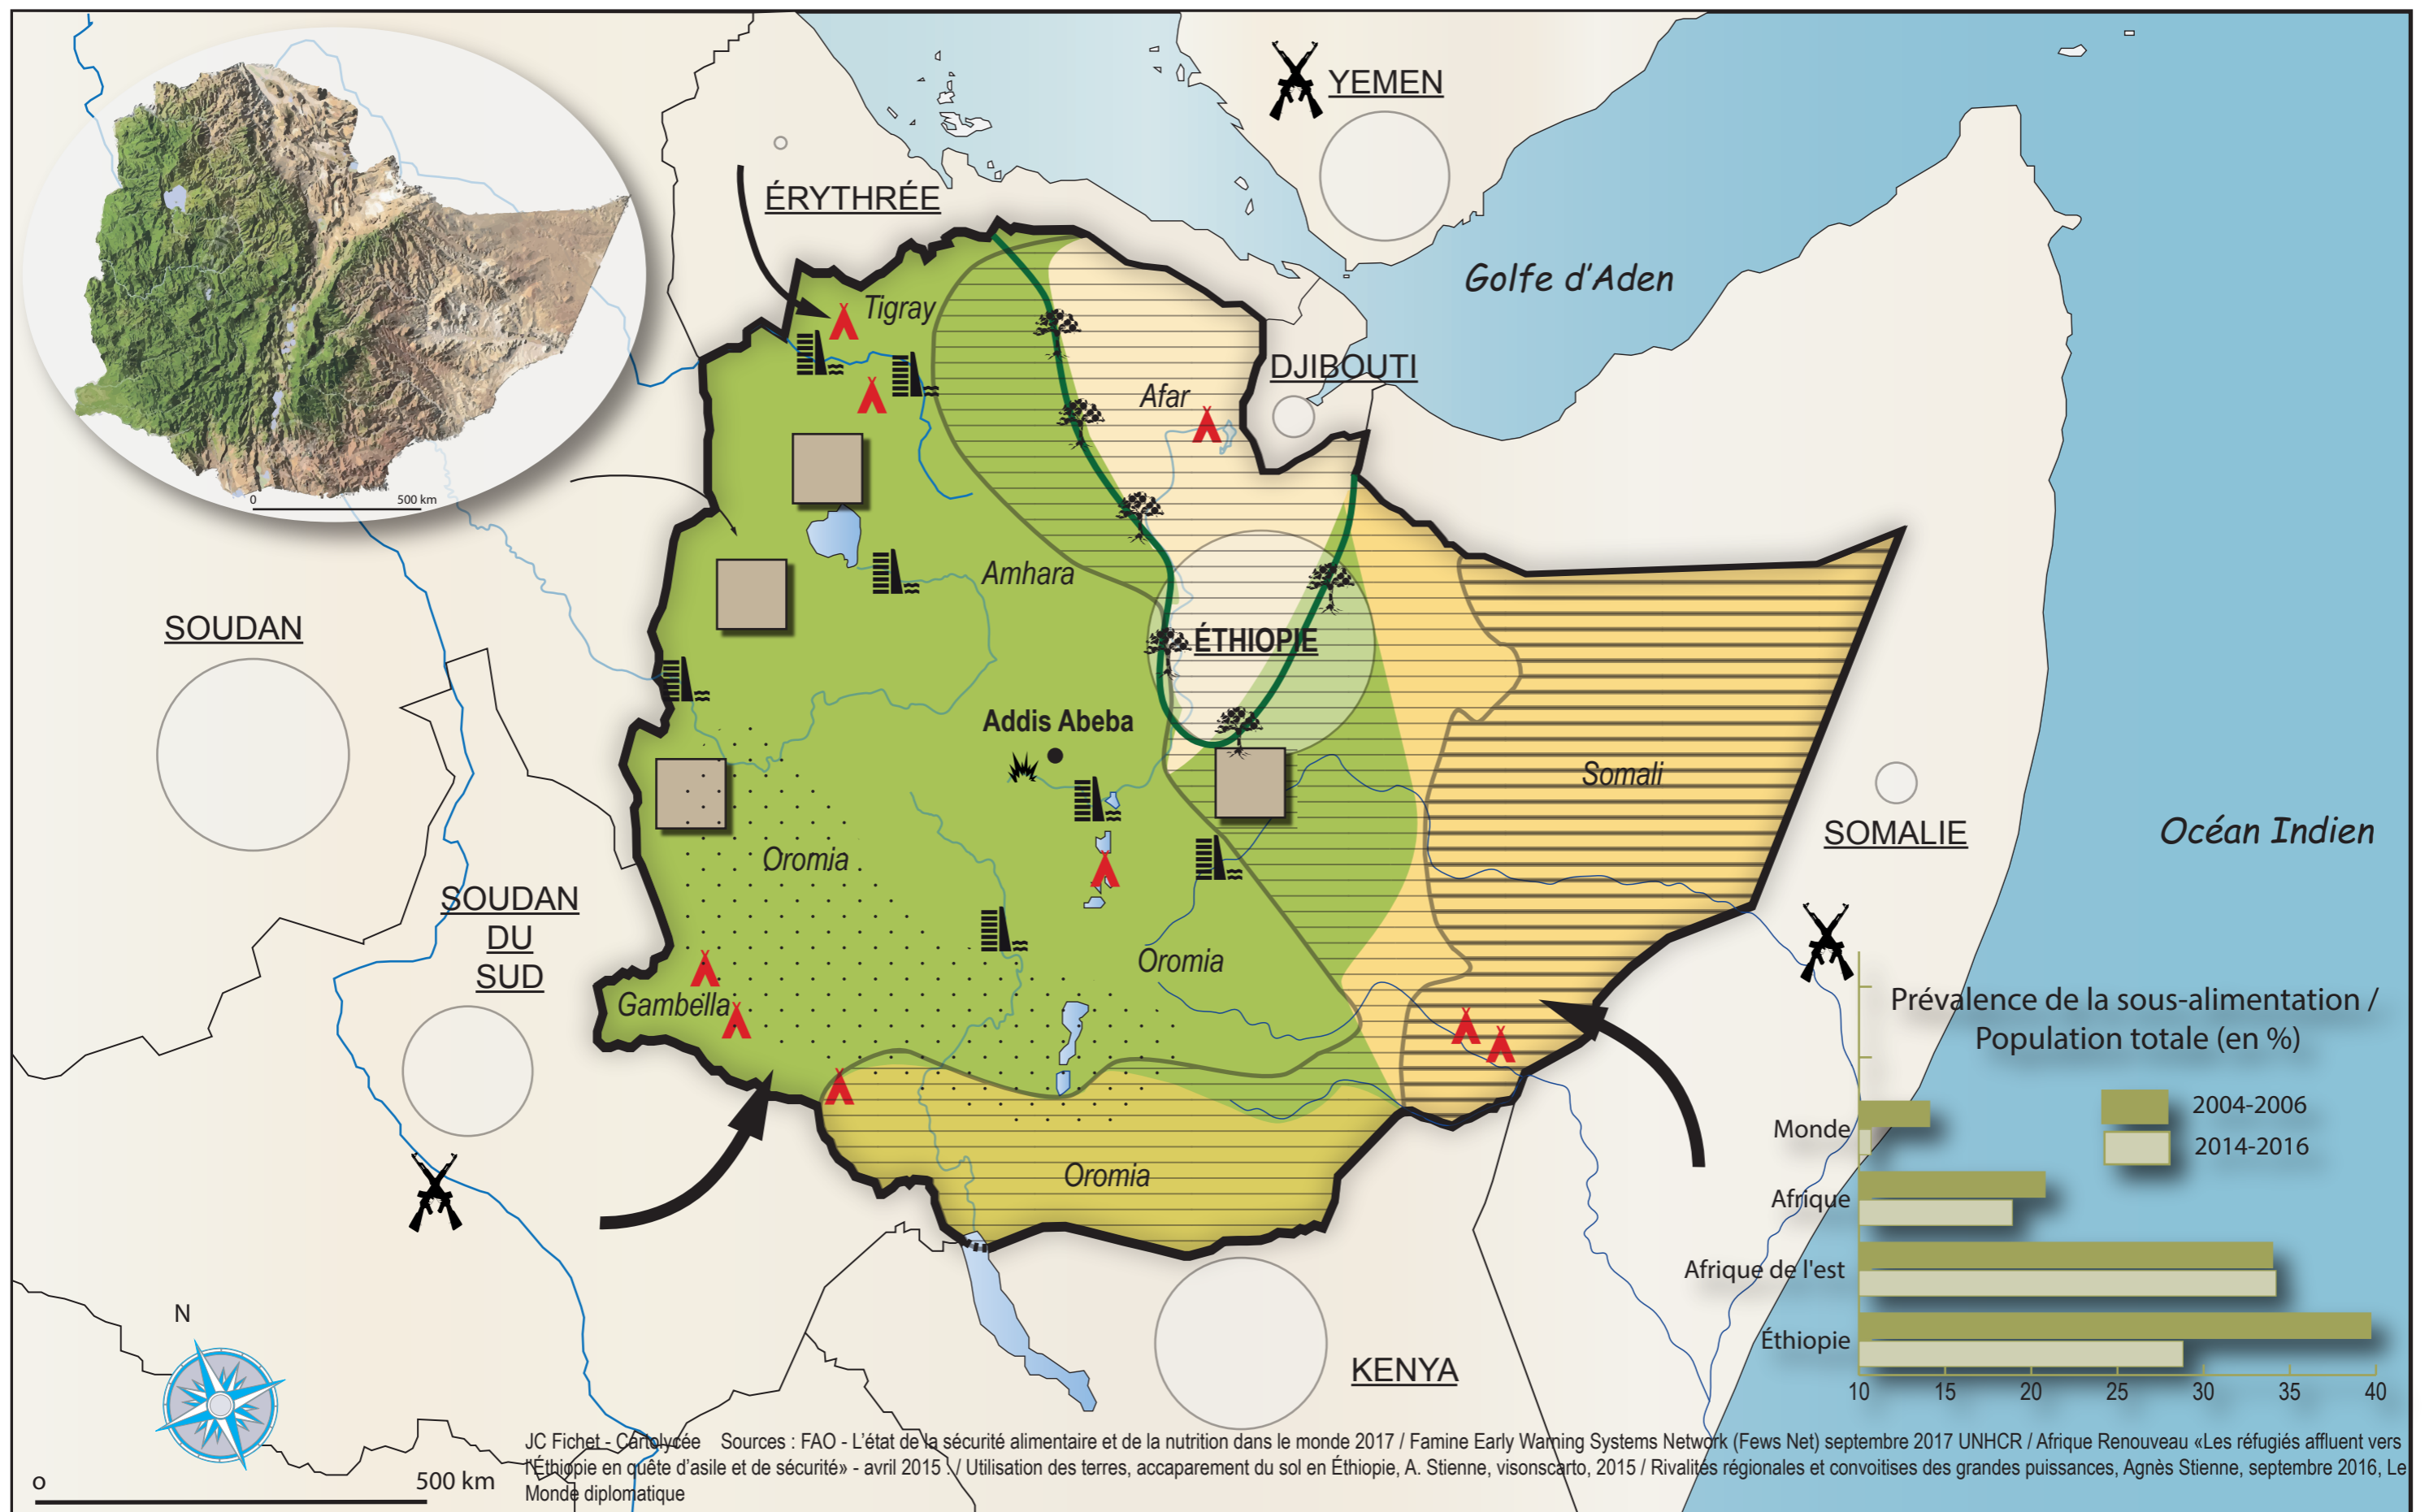 YEMEN
ÉRYTHRÉE
Golfe d'Aden
Tigray
DJIBOUTI
Afar
0
500 km
Amhara
SOUDAN
ÉTHIOPIE
Addis Abeba
Somali
SOMALIE
Océan Indien
Oromia
SOUDAN
DU
SUD
Oromia
Gambella
Prévalence de la sous-alimentation /
Population totale (en %)
2004-2006
2014-2016
Monde
Afrique
Oromia
Afrique de l'est
Éthiopie
10 15 20 25 30 35 40
N
KENYA
o
500 km
JC Fichet - Cartolycée Sources : FAO - L'état de la sécurité alimentaire et de la nutrition dans le monde 2017 / Famine Early Warning Systems Network (Fews Net) septembre 2017 UNHCR / Afrique Renouveau «Les réfugiés affluent vers
l'Éthiopie en quête d'asile et de sécurité» - avril 2015 : / Utilisation des terres, accaparement du sol en Éthiopie, A. Stienne, visonscarto, 2015 / Rivalités régionales et convoitises des grandes puissances, Agnès Stienne, septembre 2016, Le
Monde diplomatique